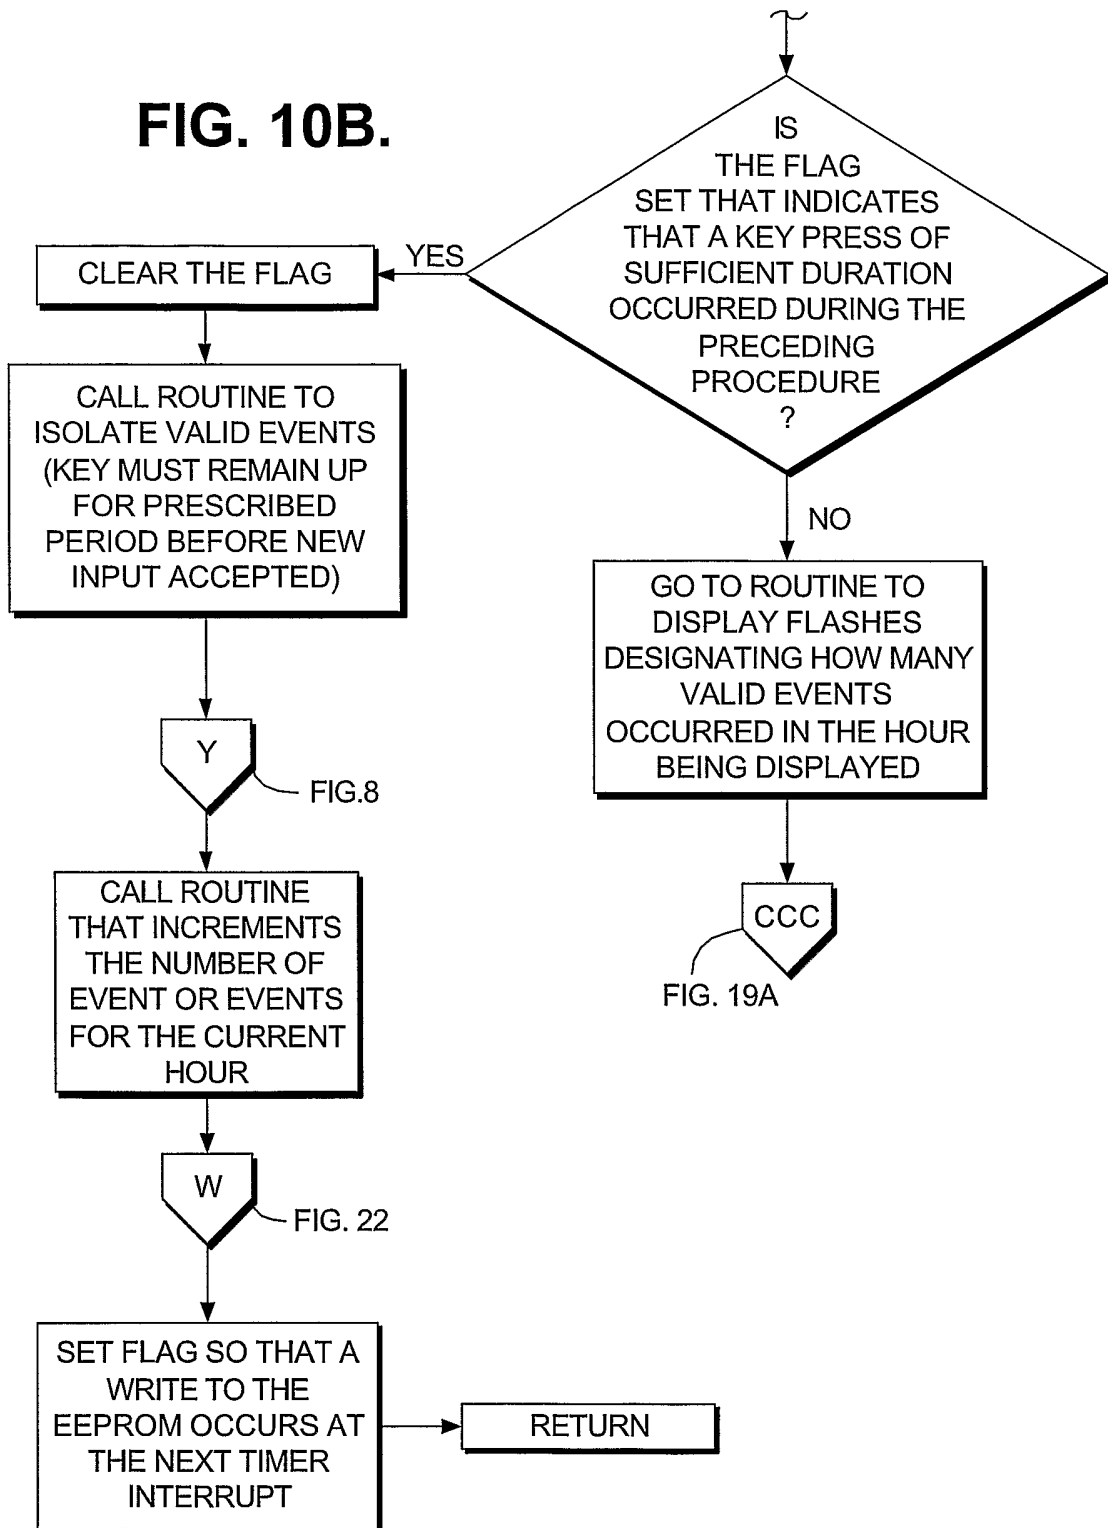 FIG. 10B.
IS
THE FLAG
SET THAT INDICATES
THAT A KEY PRESS OF
SUFFICIENT DURATION
OCCURRED DURING THE
PRECEDING
PROCEDURE
?
YES
CLEAR THE FLAG
CALL ROUTINE TO
ISOLATE VALID EVENTS
(KEY MUST REMAIN UP
FOR PRESCRIBED
PERIOD BEFORE NEW
INPUT ACCEPTED)
Y
FIG.8
CALL ROUTINE
THAT INCREMENTS
THE NUMBER OF
EVENT OR EVENTS
FOR THE CURRENT
HOUR
W
FIG. 22
SET FLAG SO THAT A
WRITE TO THE
EEPROM OCCURS AT
THE NEXT TIMER
INTERRUPT
RETURN
NO
GO TO ROUTINE TO
DISPLAY FLASHES
DESIGNATING HOW MANY
VALID EVENTS
OCCURRED IN THE HOUR
BEING DISPLAYED
CCC
FIG. 19A